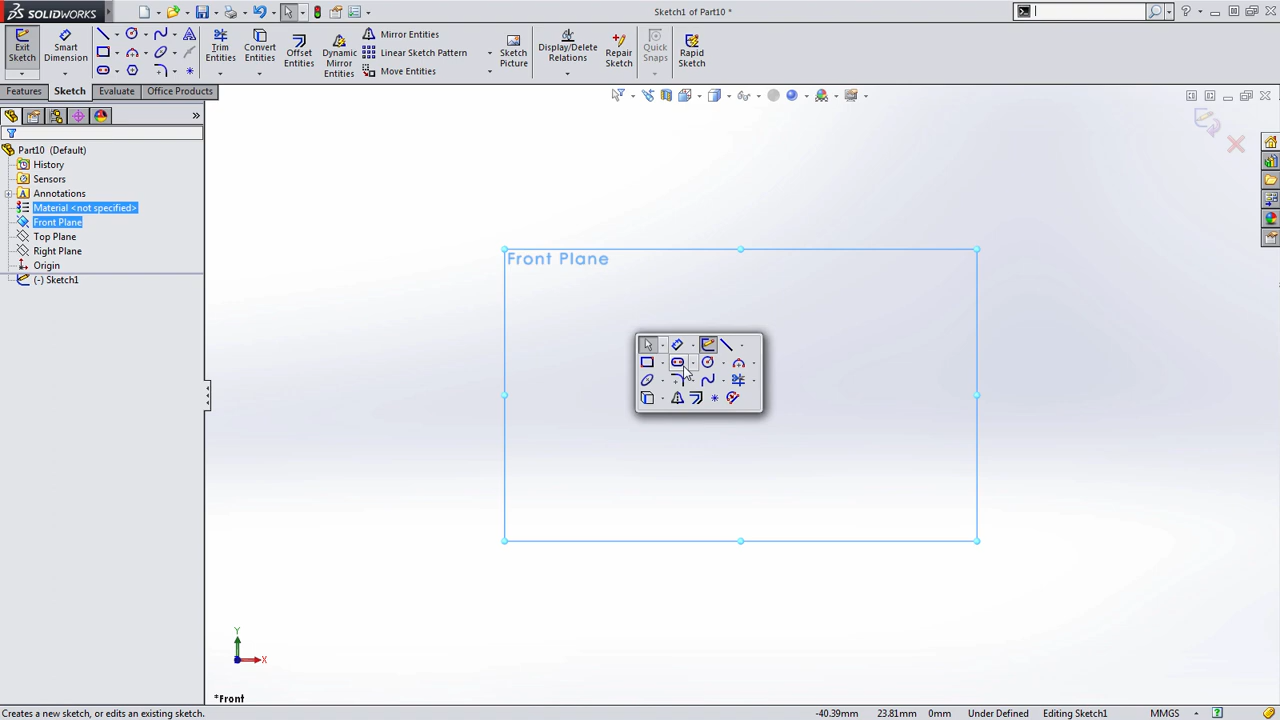 SOLIDWORKS
Sketch1 of Part10 *
Exit Sketch
Smart Dimension
Trim Entities
Convert Entities
Offset Entities
Dynamic Mirror Entities
Mirror Entities
Linear Sketch Pattern
Move Entities
Sketch Picture
Display/Delete Relations
Repair Sketch
Quick Snaps
Rapid Sketch
Features
Sketch
Evaluate
Office Products
Part10 (Default)
History
Sensors
Annotations
Material <not specified>
Front Plane
Top Plane
Right Plane
Origin
(-) Sketch1
Front Plane
Y
X
*Front
Creates a new sketch, or edits an existing sketch.
-40.39mm
23.81mm
0mm
Under Defined
Editing Sketch1
MMGS